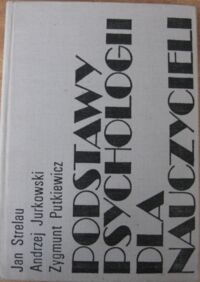 Jan Strelau
Andrzej Jurkowski
Zygmunt Putkiewicz
PODSTAWY
PSYCHOLOGII
DLA
NAUCZYCIELI